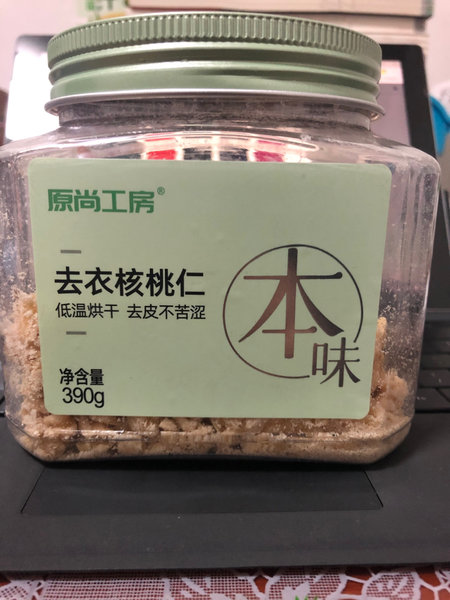 原尚工房®
去衣核桃仁
低温烘干 去皮不苦涩
本味
净含量
390g